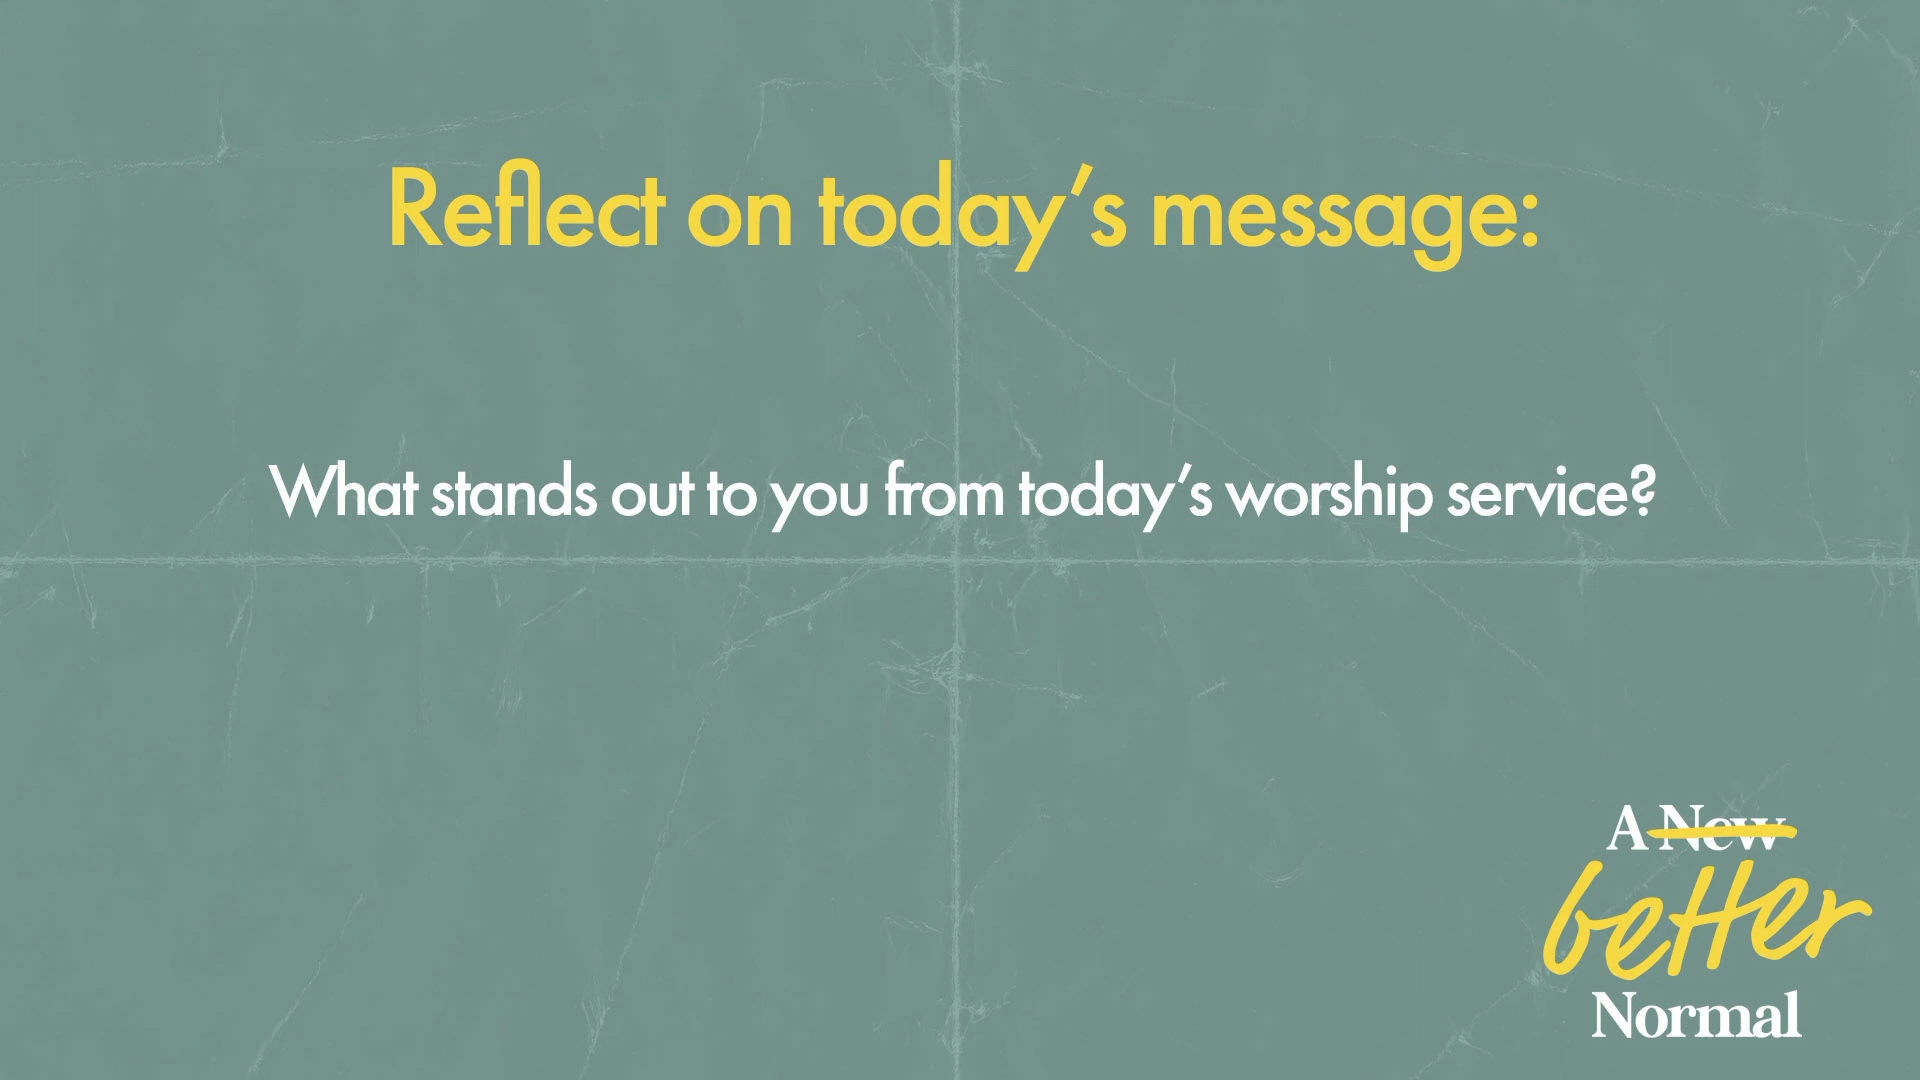 Reflect on today's message:
What stands out to you from today's worship service?
A New
better
Normal